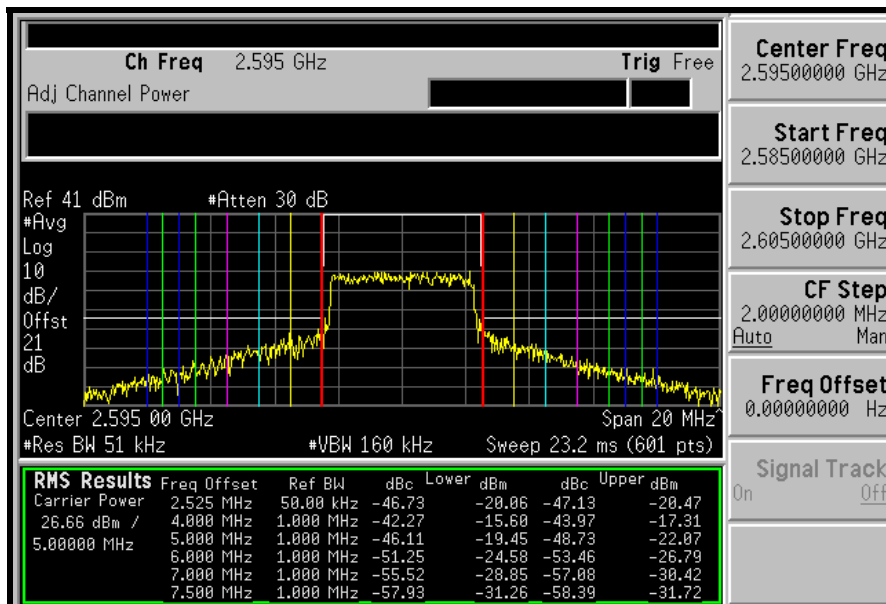 Ch Freq 2.595 GHz Trig Free
Adj Channel Power
Ref 41 dBm #Atten 30 dB
#Avg
Log
10
dB/
Offst
21
dB
Center 2.595 00 GHz Span 20 MHz^
#Res BW 51 kHz #VBW 160 kHz Sweep 23.2 ms (601 pts)
RMS Results Freq Offset Ref BW dBc Lower dBm dBc Upper dBm
Carrier Power 2.525 MHz 50.00 kHz -46.73 -20.06 -47.13 -20.47
26.66 dBm / 4.000 MHz 1.000 MHz -42.27 -15.60 -43.97 -17.31
5.00000 MHz 5.000 MHz 1.000 MHz -46.11 -19.45 -48.73 -22.07
6.000 MHz 1.000 MHz -51.25 -24.58 -53.46 -26.79
7.000 MHz 1.000 MHz -55.52 -28.85 -57.08 -30.42
7.500 MHz 1.000 MHz -57.93 -31.26 -58.39 -31.72
Center Freq
2.59500000 GHz
Start Freq
2.58500000 GHz
Stop Freq
2.60500000 GHz
CF Step
2.00000000 MHz
Auto Man
Freq Offset
0.00000000 Hz
Signal Track
On Off